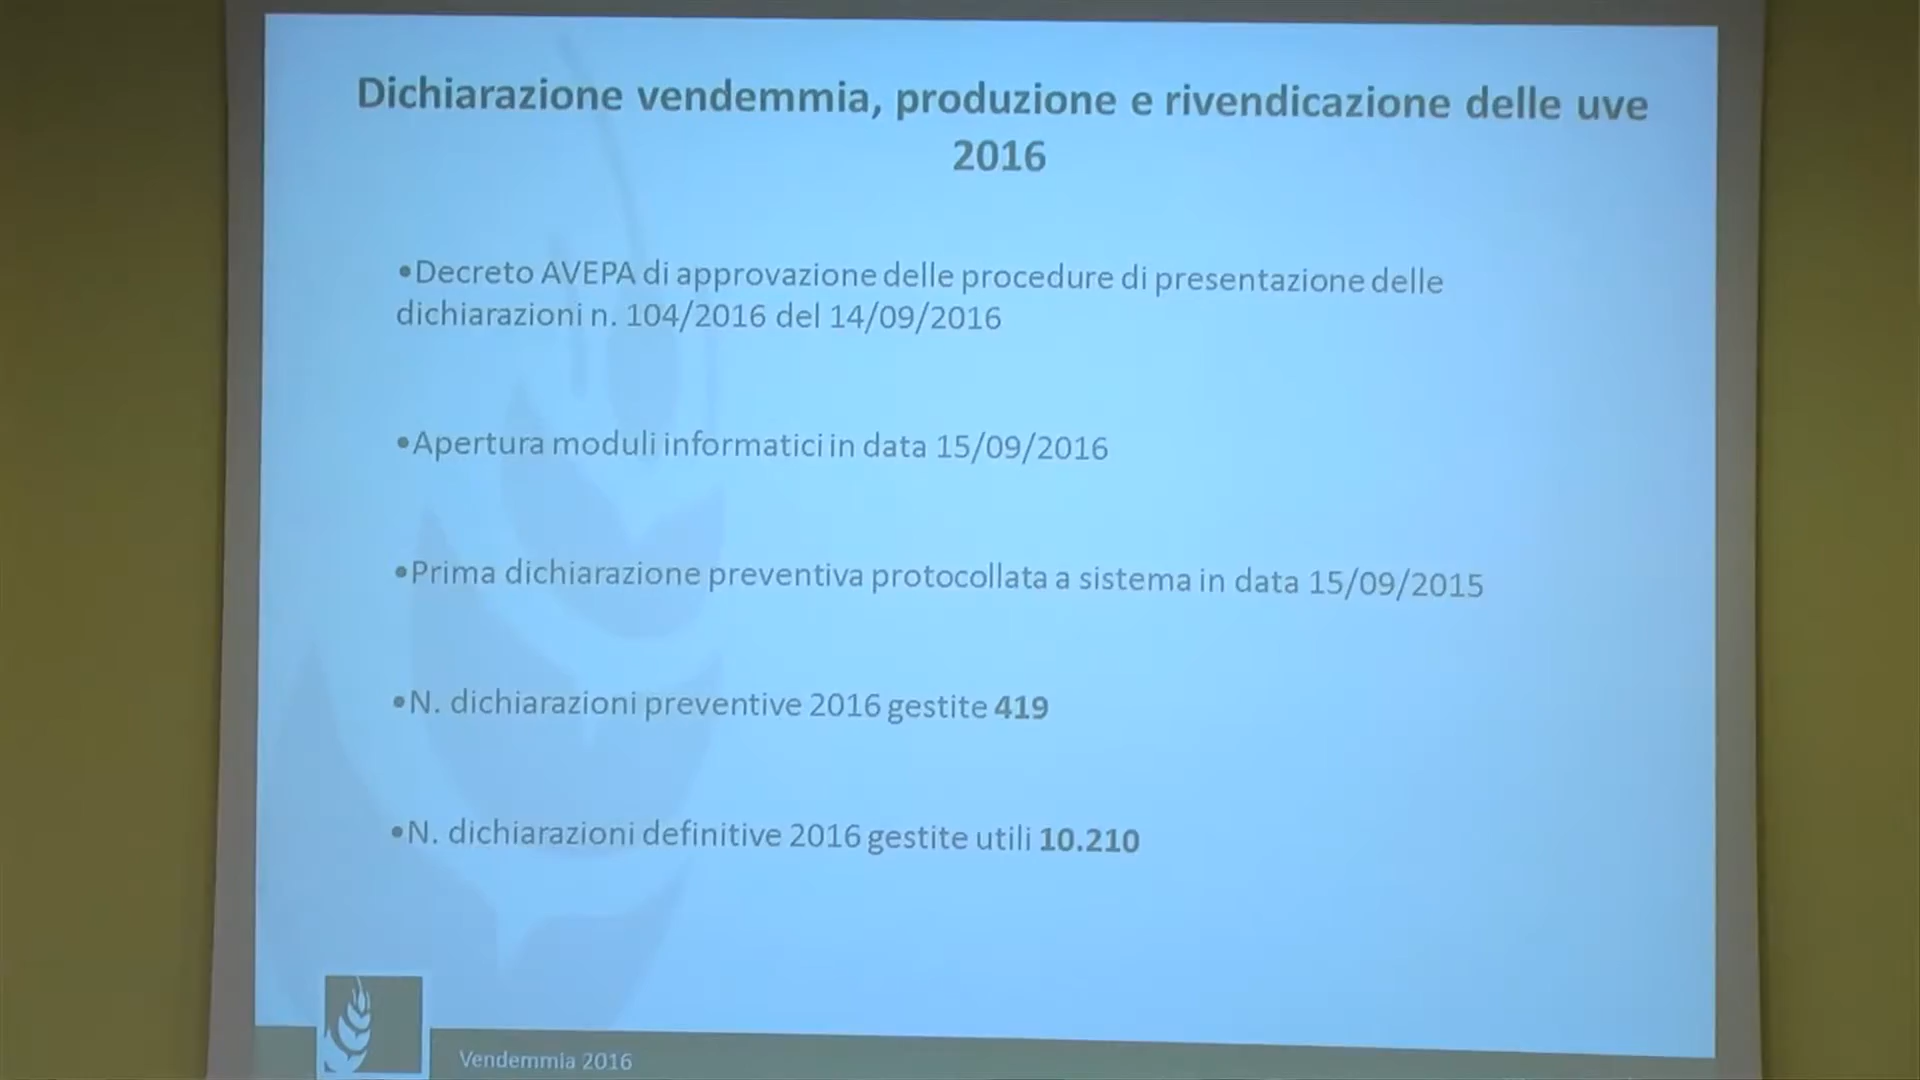 Dichiarazione vendemmia, produzione e rivendicazione delle uve
2016
•Decreto AVEPA di approvazione delle procedure di presentazione delle
dichiarazioni n. 104/2016 del 14/09/2016
•Apertura moduli informatici in data 15/09/2016
•Prima dichiarazione preventiva protocollata a sistema in data 15/09/2015
•N. dichiarazioni preventive 2016 gestite 419
•N. dichiarazioni definitive 2016 gestite utili 10.210
Vendemmia 2016